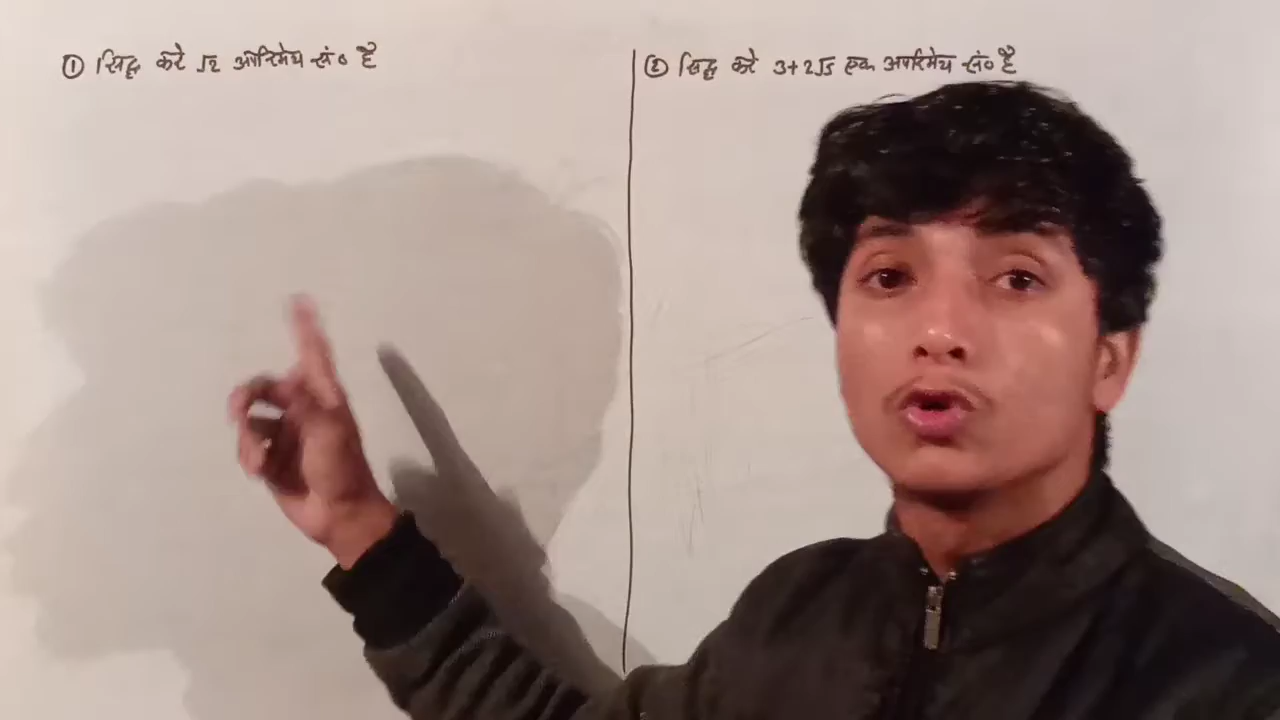 ① सिद्ध करे √2 अपरिमेय सं० है
② सिद्ध करे 3+2√5 एक अपरिमेय सं० है